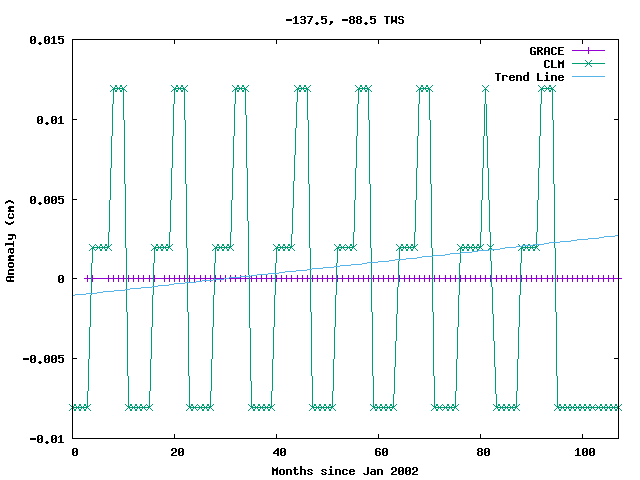 -137.5, -88.5 TWS
0.015
GRACE
CLM
Trend Line
0.01
0.005
Anomaly (cm)
0
-0.005
-0.01
0 20 40 60 80 100
Months since Jan 2002